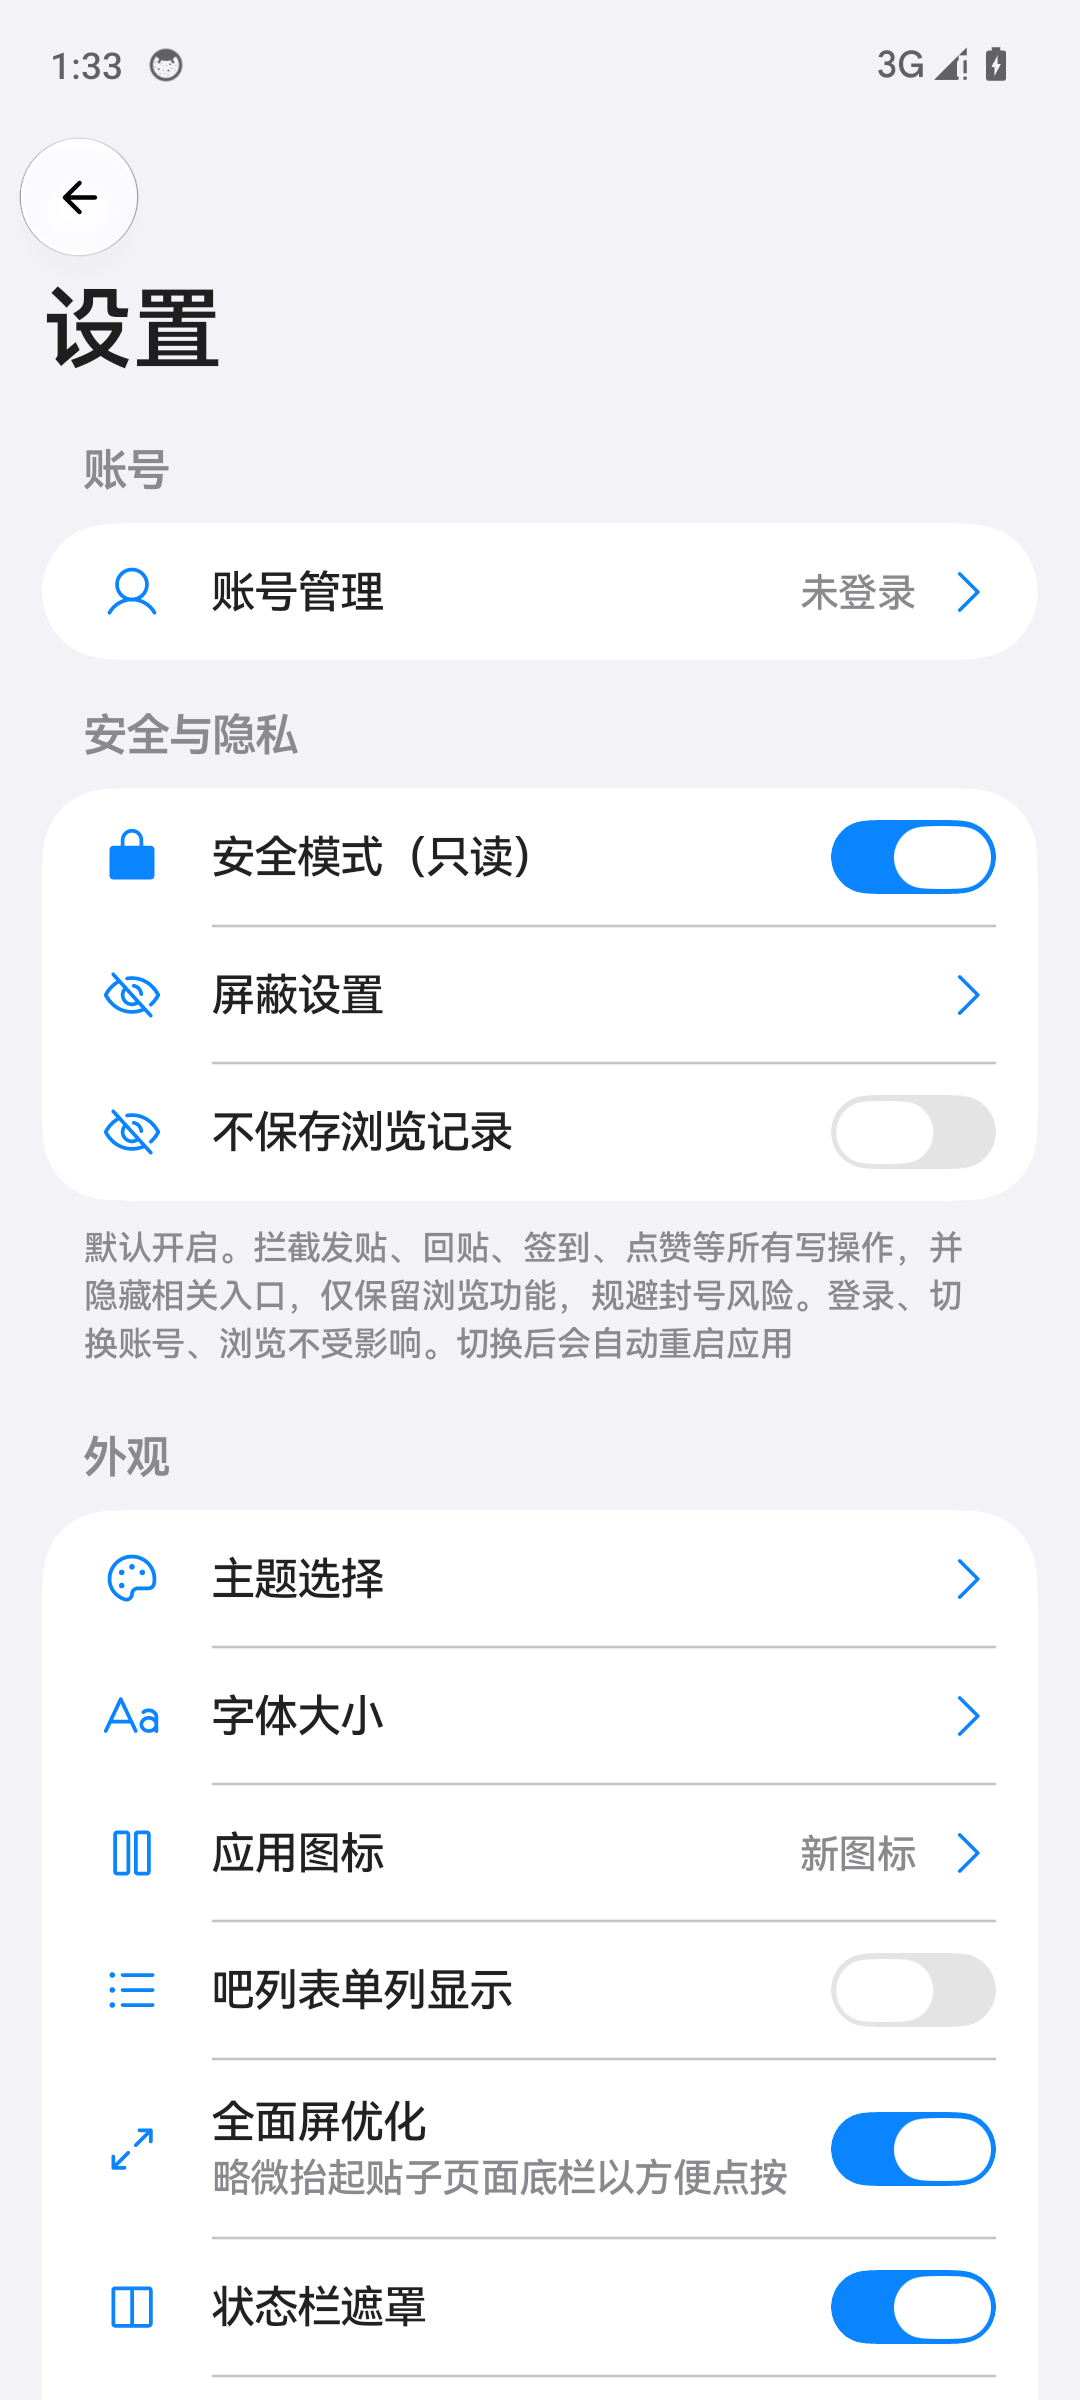 1:33
3G
设置
账号
账号管理
未登录
安全与隐私
安全模式（只读）
屏蔽设置
不保存浏览记录
默认开启。拦截发贴、回贴、签到、点赞等所有写操作，并
隐藏相关入口，仅保留浏览功能，规避封号风险。登录、切
换账号、浏览不受影响。切换后会自动重启应用
外观
主题选择
Aa
字体大小
应用图标
新图标
吧列表单列显示
全面屏优化
略微抬起贴子页面底栏以方便点按
状态栏遮罩